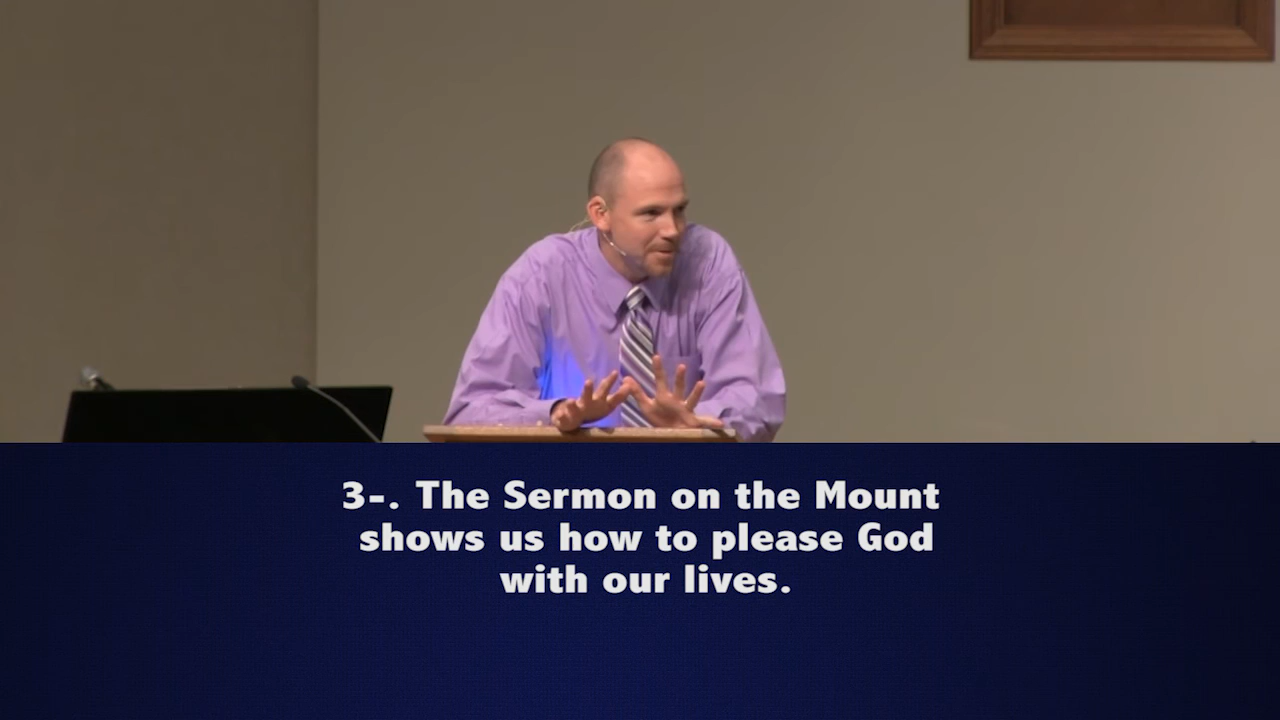 3-. The Sermon on the Mount
shows us how to please God
with our lives.